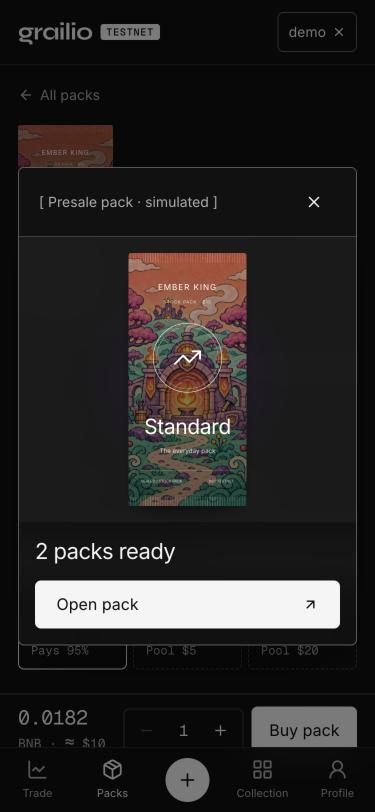 grailio TESTNET
demo ×
← All packs
EMBER KING
[ Presale pack · simulated ]
EMBER KING
Standard
The everyday pack
2 packs ready
Open pack
Pays 95%
Pool $5
Pool $20
0.0182
BNB · ≈ $10
− 1 +
Buy pack
Trade
Packs
+
Collection
Profile